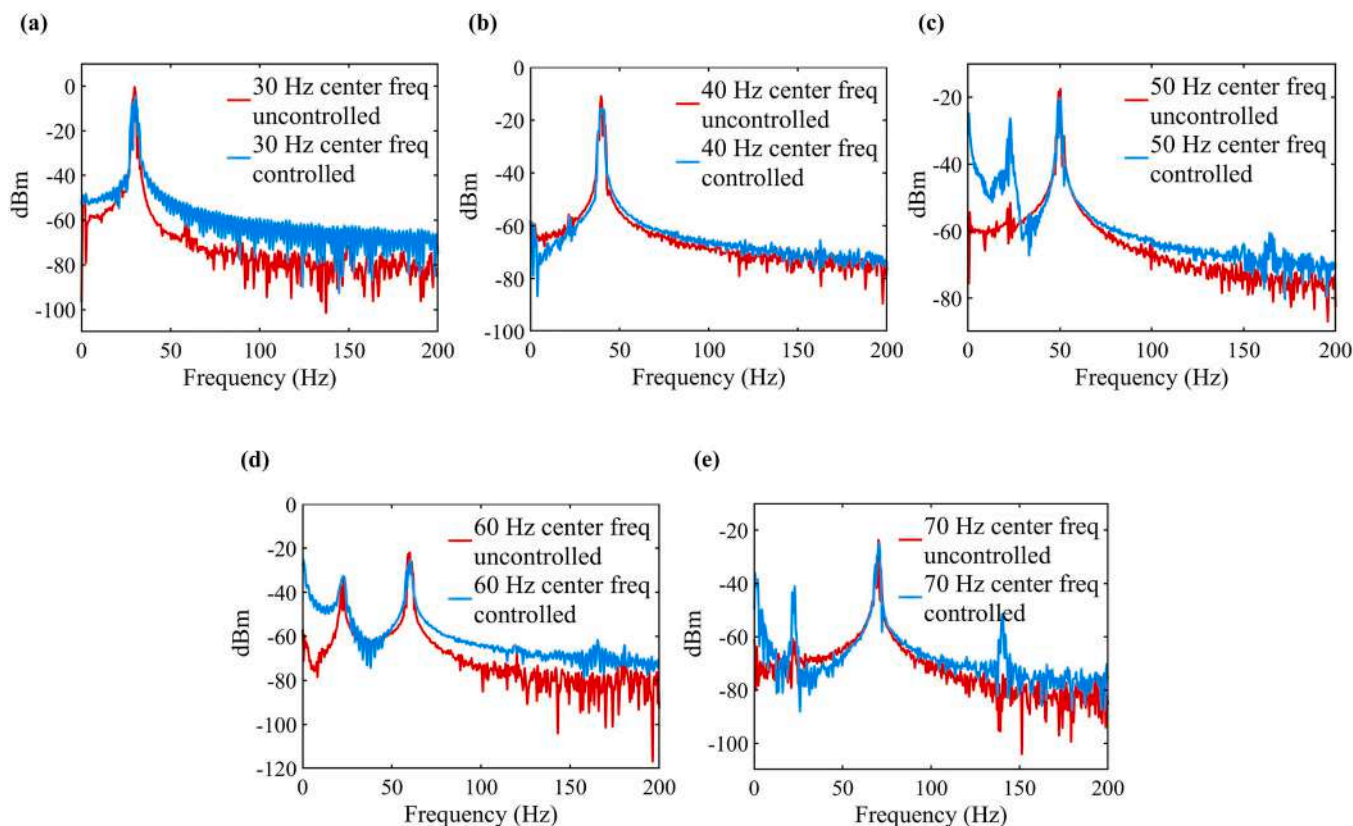 (a)
(b)
(c)
0
-20
-40
-60
-80
-100
dBm
30 Hz center freq
uncontrolled
30 Hz center freq
controlled
0 50 100 150 200
Frequency (Hz)
0
-20
-40
-60
-80
-100
dBm
40 Hz center freq
uncontrolled
40 Hz center freq
controlled
0 50 100 150 200
Frequency (Hz)
-20
-40
-60
-80
dBm
50 Hz center freq
uncontrolled
50 Hz center freq
controlled
0 50 100 150 200
Frequency (Hz)
(d)
(e)
0
-20
-40
-60
-80
-100
-120
dBm
60 Hz center freq
uncontrolled
60 Hz center freq
controlled
0 50 100 150 200
Frequency (Hz)
-20
-40
-60
-80
-100
dBm
70 Hz center freq
uncontrolled
70 Hz center freq
controlled
0 50 100 150 200
Frequency (Hz)